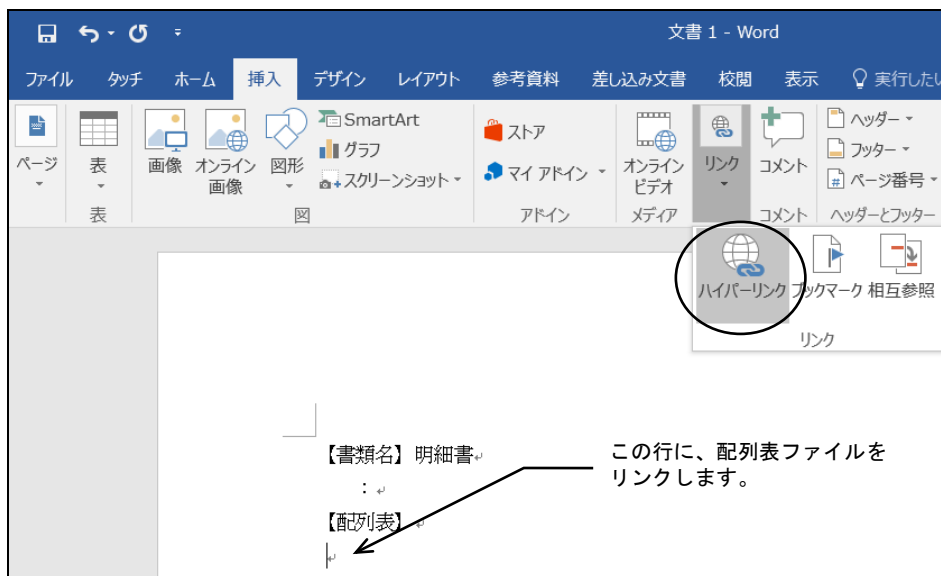 文書 1 - Word
ファイル タッチ ホーム 挿入 デザイン レイアウト 参考資料 差し込み文書 校閲 表示 実行したい
ページ
表
画像
オンライン
画像
図形
SmartArt
グラフ
スクリーンショット
ストア
マイ アドイン
オンライン
ビデオ
リンク
コメント
ヘッダー
フッター
ページ番号
表 図 アドイン メディア コメント ヘッダーとフッター
ハイパーリンク ブックマーク 相互参照
リンク
【書類名】明細書
：
【配列表】
この行に、配列表ファイルを
リンクします。